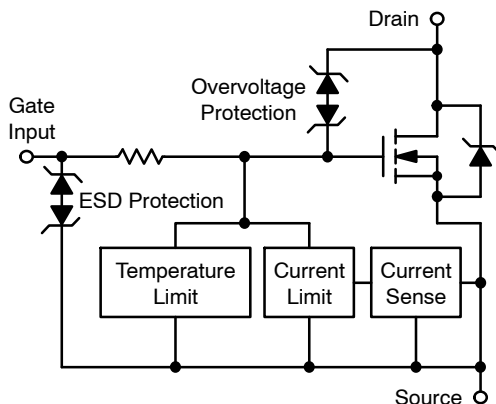 Drain
Overvoltage
Protection
Gate
Input
ESD Protection
Temperature
Limit
Current
Limit
Current
Sense
Source